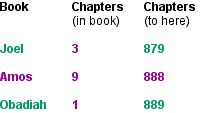 Book Chapters Chapters
(in book) (to here)
Joel 3 879
Amos 9 888
Obadiah 1 889